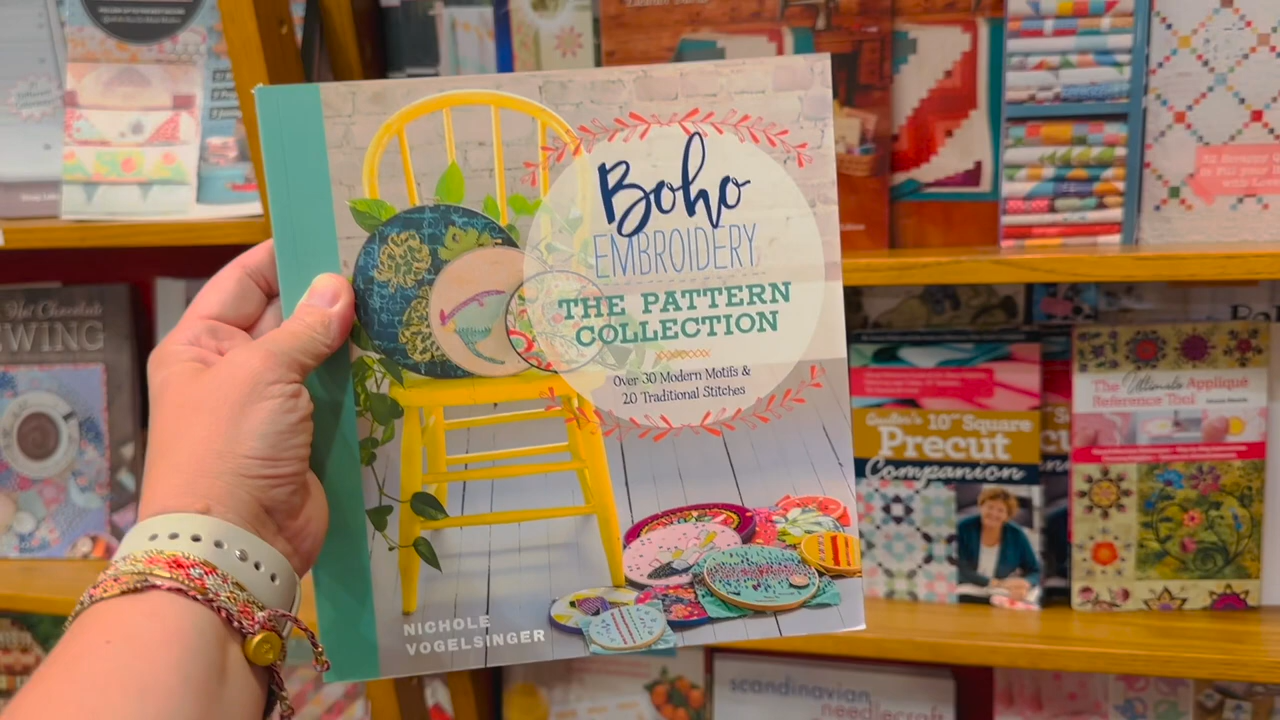 Boho
EMBROIDERY
THE PATTERN
COLLECTION
Over 30 Modern Motifs &
20 Traditional Stitches
NICHOLE
VOGELSINGER
Hot Chocolate
EWING
Quilter's 10" Square
Precut
Companion
The Ultimate Appliqué
Reference Tool
scandinavian
needlecraft